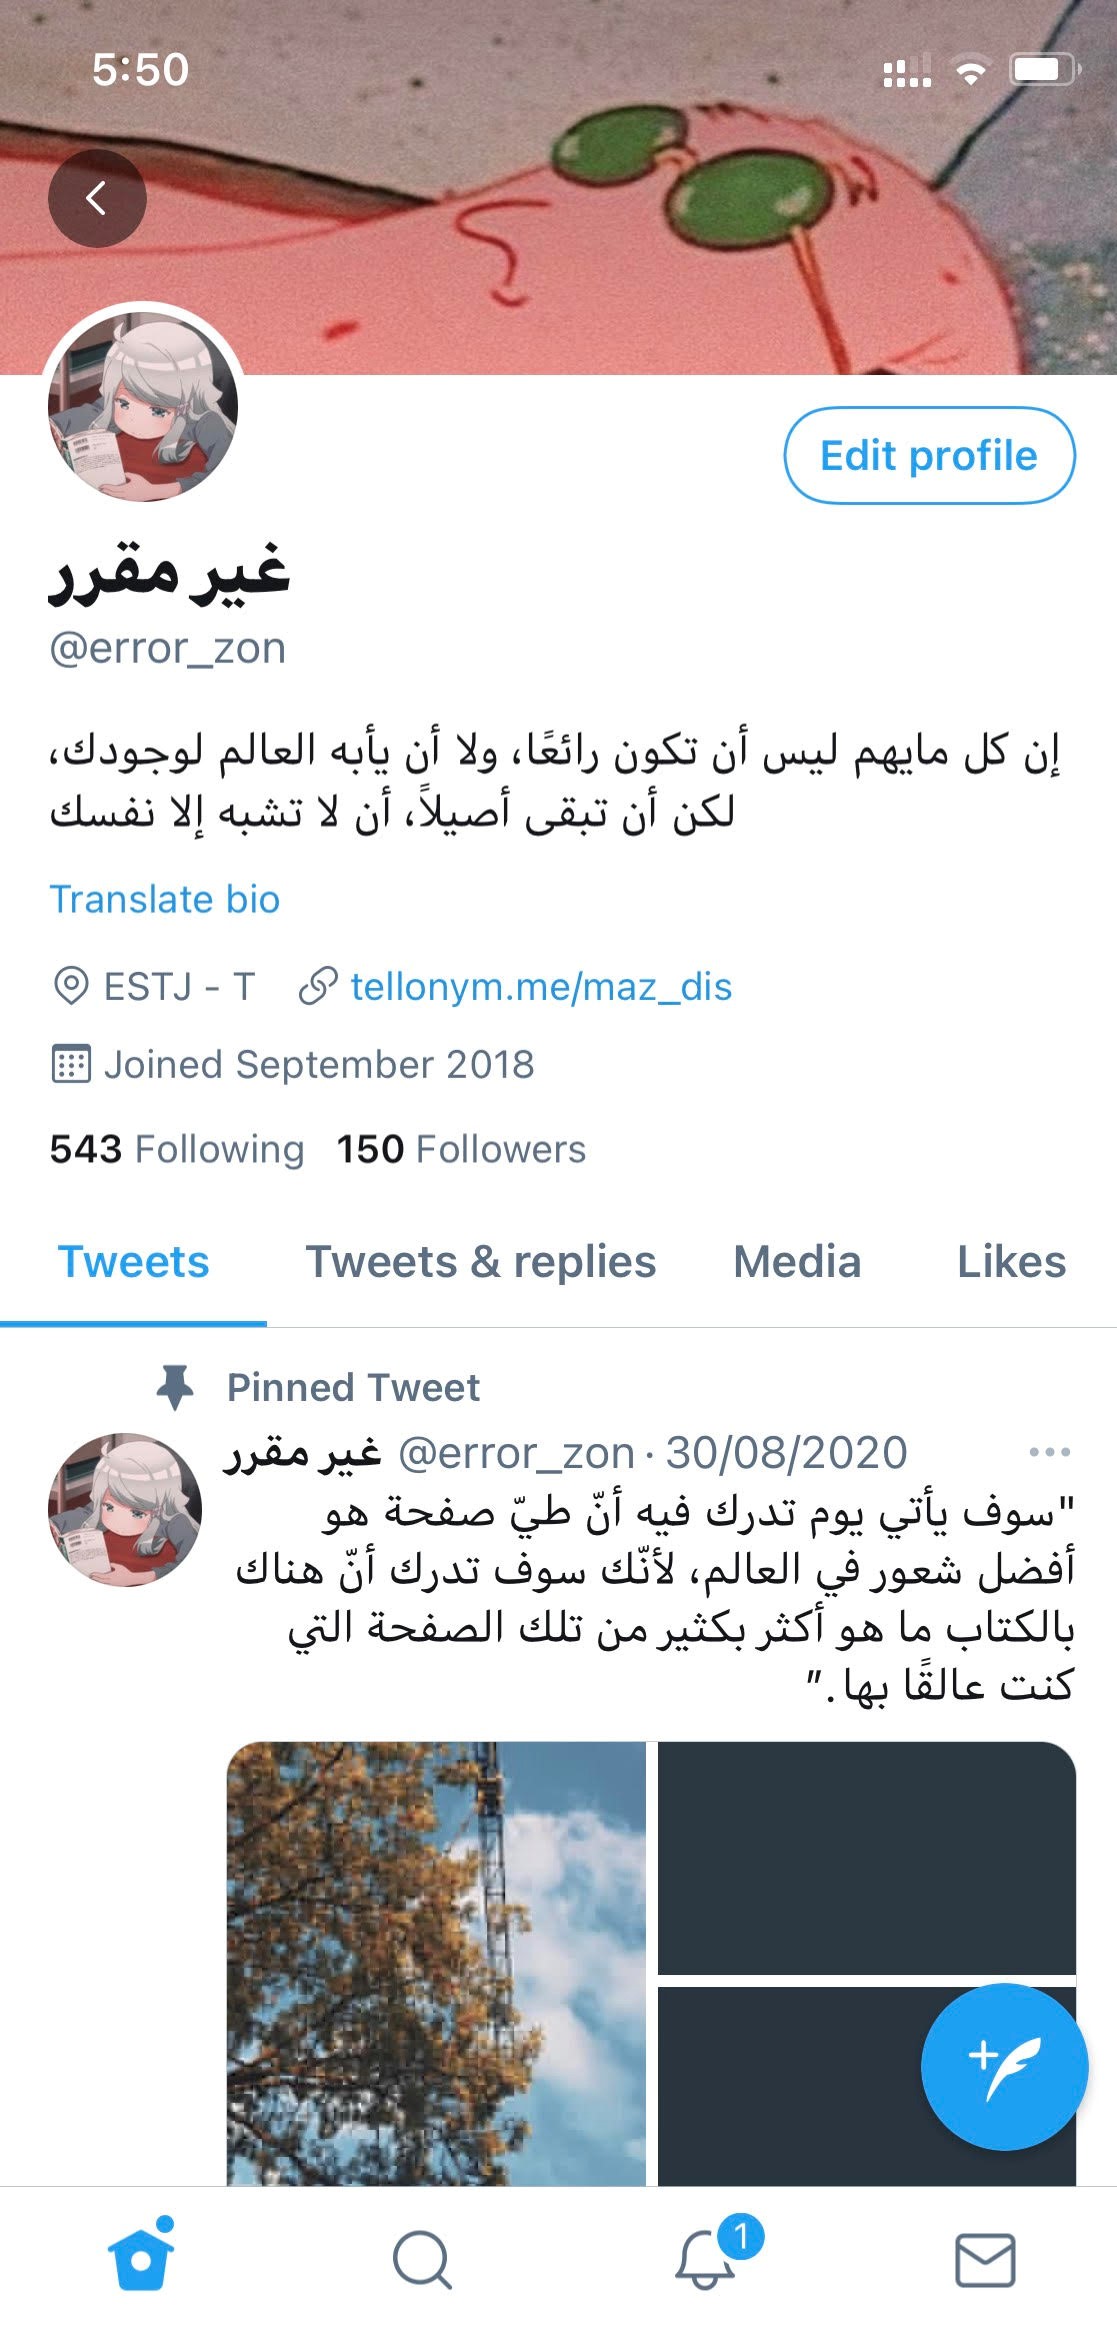 5:50
Edit profile
غير مقرر
@error_zon
إن كل مايهم ليس أن تكون رائعًا، ولا أن يأبه العالم لوجودك،
لكن أن تبقى أصيلاً، أن لا تشبه إلا نفسك
Translate bio
ESTJ - T tellonym.me/maz_dis
Joined September 2018
543 Following 150 Followers
Tweets Tweets & replies Media Likes
Pinned Tweet
غير مقرر @error_zon · 30/08/2020
"سوف يأتي يوم تدرك فيه أنّ طيّ صفحة هو
أفضل شعور في العالم، لأنّك سوف تدرك أنّ هناك
بالكتاب ما هو أكثر بكثير من تلك الصفحة التي
كنت عالقًا بها.”
1